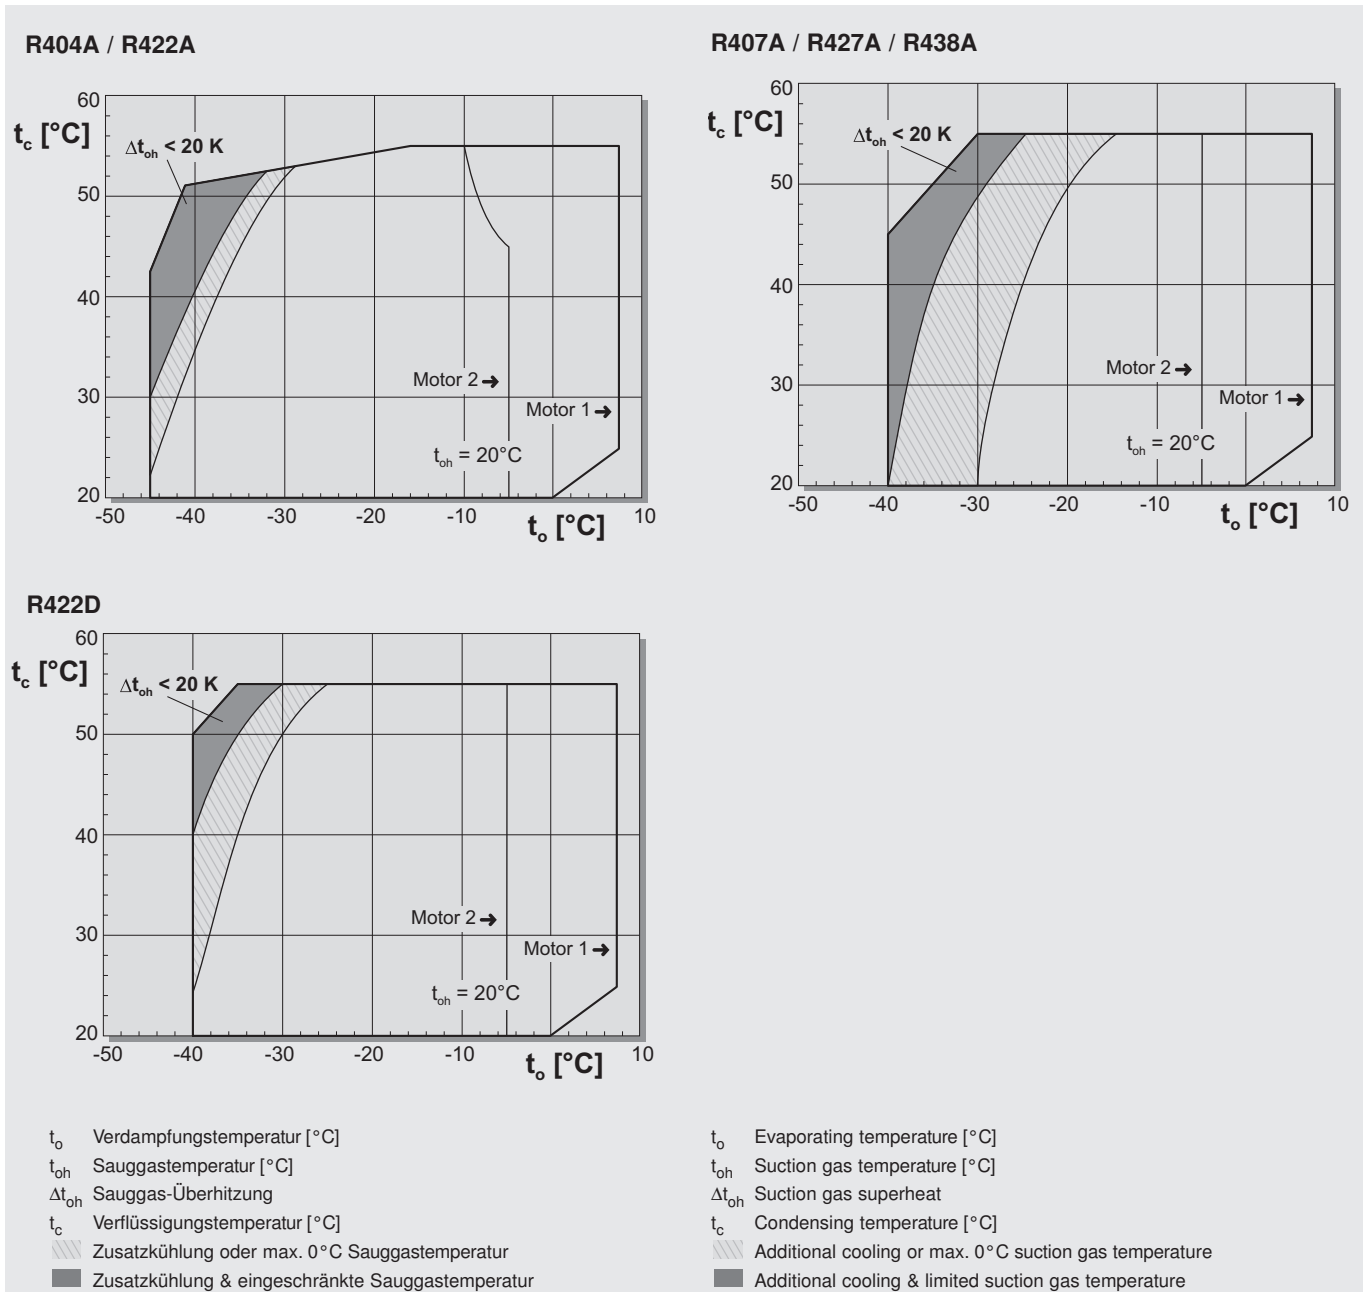 R404A / R422A
60
tc [°C]
Δtoh < 20 K
50
40
30
20
Motor 2 ➜
Motor 1 ➜
toh = 20°C
-50 -40 -30 -20 -10 10
to [°C]
R407A / R427A / R438A
60
tc [°C]
Δtoh < 20 K
50
40
30
20
Motor 2 ➜
Motor 1 ➜
toh = 20°C
-50 -40 -30 -20 -10 10
to [°C]
R422D
60
tc [°C]
Δtoh < 20 K
50
40
30
20
Motor 2 ➜
Motor 1 ➜
toh = 20°C
-50 -40 -30 -20 -10 10
to [°C]
to Verdampfungstemperatur [°C]
toh Sauggastemperatur [°C]
Δtoh Sauggas-Überhitzung
tc Verflüssigungstemperatur [°C]
Zusatzkühlung oder max. 0°C Sauggastemperatur
Zusatzkühlung & eingeschränkte Sauggastemperatur
to Evaporating temperature [°C]
toh Suction gas temperature [°C]
Δtoh Suction gas superheat
tc Condensing temperature [°C]
Additional cooling or max. 0°C suction gas temperature
Additional cooling & limited suction gas temperature